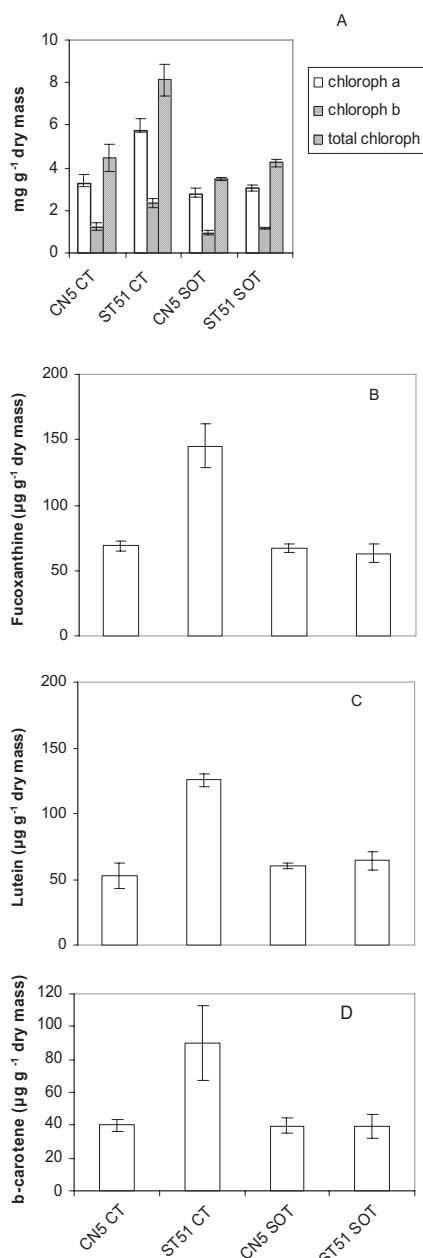 A
mg g⁻¹ dry mass
10
8
6
4
2
0
chloroph a
chloroph b
total chloroph
CN5 CT
ST51 CT
CN5 SOT
ST51 SOT
B
Fucoxanthine (µg g⁻¹ dry mass)
200
150
100
50
0
C
Lutein (µg g⁻¹ dry mass)
200
150
100
50
0
D
b-carotene (µg g⁻¹ dry mass)
120
100
80
60
40
20
0
CN5 CT
ST51 CT
CN5 SOT
ST51 SOT